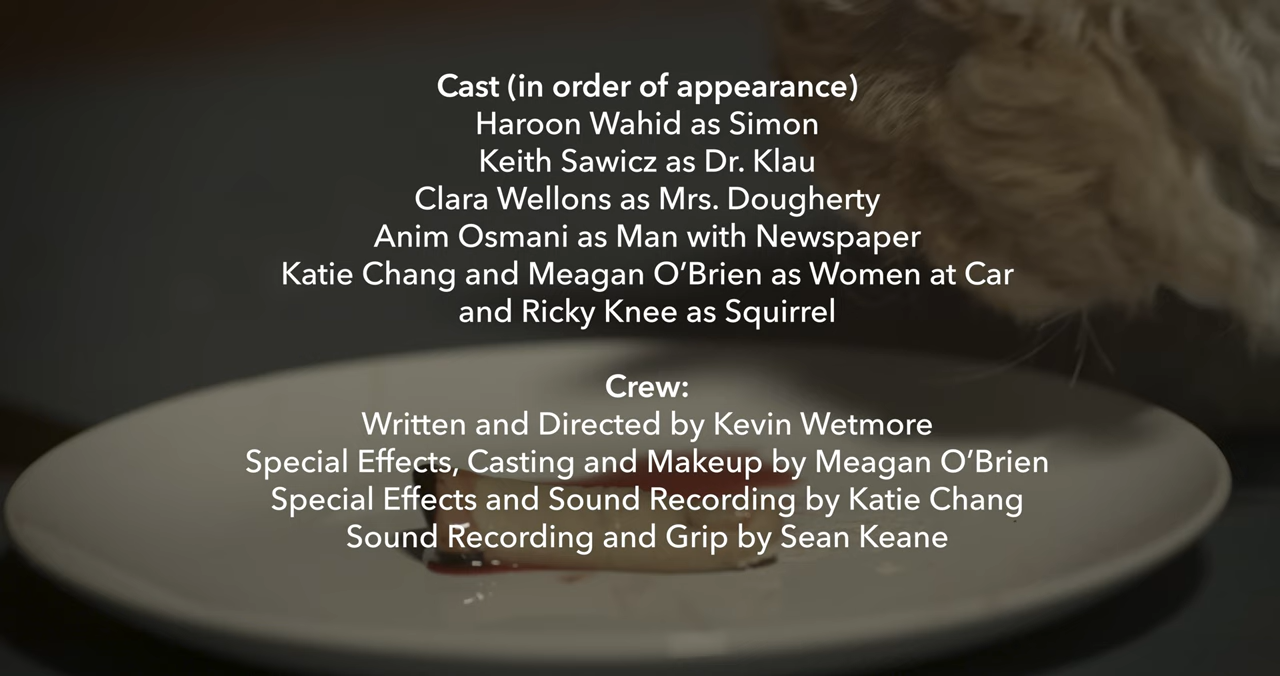 Cast (in order of appearance)
Haroon Wahid as Simon
Keith Sawicz as Dr. Klau
Clara Wellons as Mrs. Dougherty
Anim Osmani as Man with Newspaper
Katie Chang and Meagan O’Brien as Women at Car
and Ricky Knee as Squirrel
Crew:
Written and Directed by Kevin Wetmore
Special Effects, Casting and Makeup by Meagan O’Brien
Special Effects and Sound Recording by Katie Chang
Sound Recording and Grip by Sean Keane